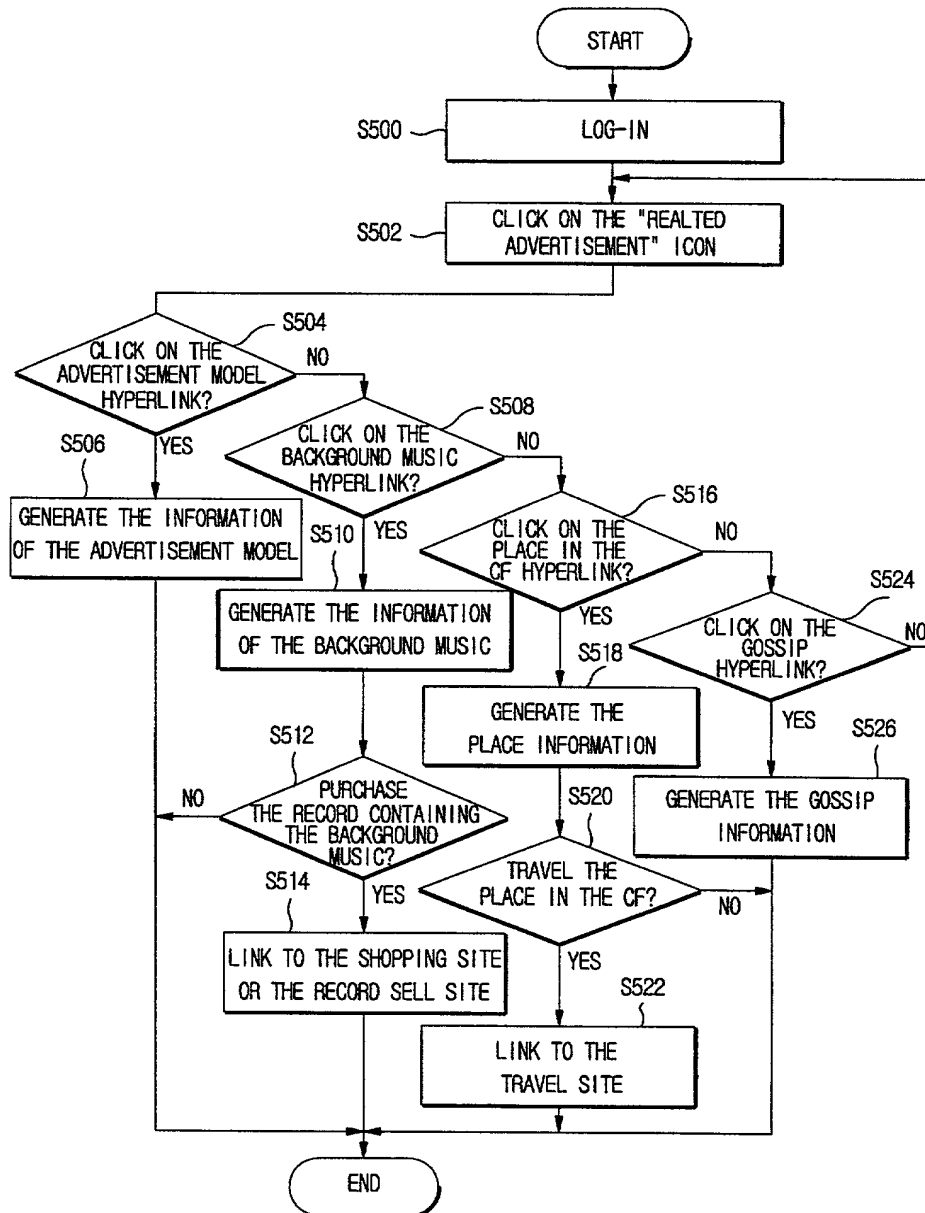 START
S500
LOG-IN
S502
CLICK ON THE "REALTED
ADVERTISEMENT" ICON
S504
CLICK ON THE
ADVERTISEMENT MODEL
HYPERLINK?
NO
YES
S506
GENERATE THE INFORMATION
OF THE ADVERTISEMENT MODEL
S508
CLICK ON THE
BACKGROUND MUSIC
HYPERLINK?
NO
YES
S510
GENERATE THE INFORMATION
OF THE BACKGROUND MUSIC
S512
PURCHASE
THE RECORD CONTAINING
THE BACKGROUND
MUSIC?
NO
YES
S514
LINK TO THE SHOPPING SITE
OR THE RECORD SELL SITE
S516
CLICK ON THE
PLACE IN THE
CF HYPERLINK?
NO
YES
S518
GENERATE THE
PLACE INFORMATION
S520
TRAVEL THE
PLACE IN THE CF?
NO
YES
S522
LINK TO THE
TRAVEL SITE
S524
CLICK ON THE
GOSSIP
HYPERLINK?
NO
YES
S526
GENERATE THE GOSSIP
INFORMATION
END